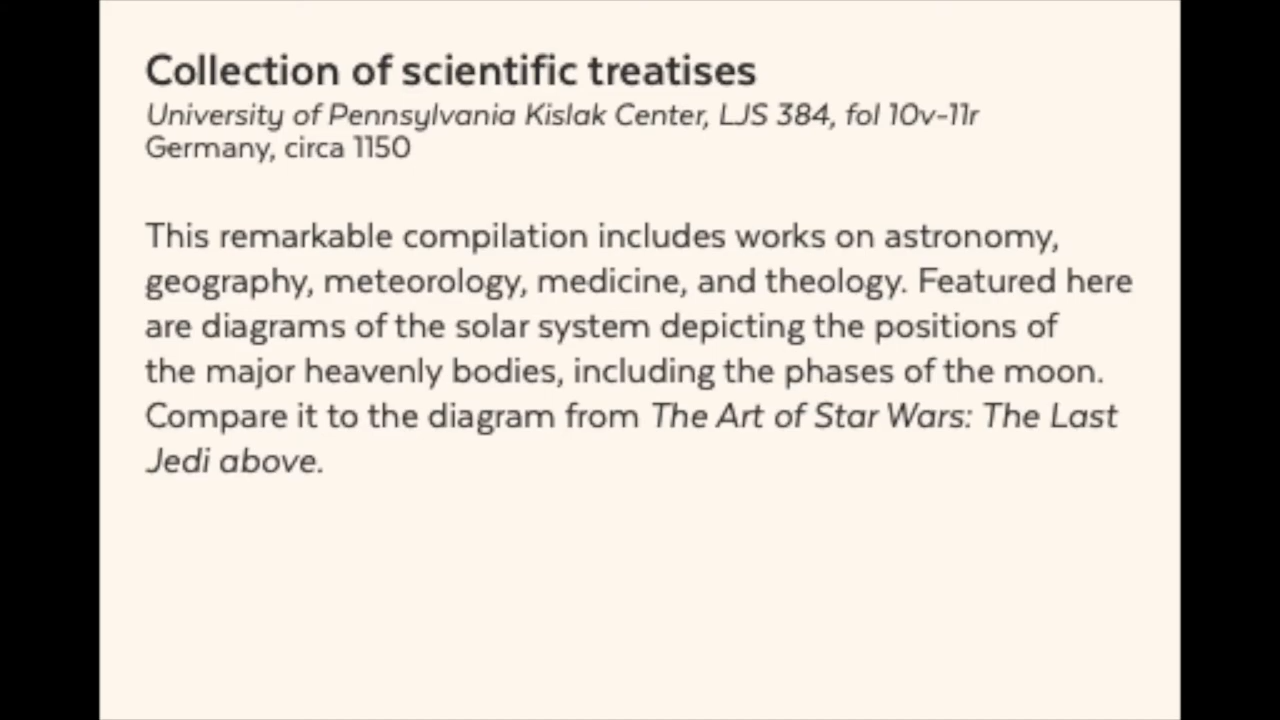 Collection of scientific treatises
University of Pennsylvania Kislak Center, LJS 384, fol 10v-11r
Germany, circa 1150
This remarkable compilation includes works on astronomy,
geography, meteorology, medicine, and theology. Featured here
are diagrams of the solar system depicting the positions of
the major heavenly bodies, including the phases of the moon.
Compare it to the diagram from The Art of Star Wars: The Last
Jedi above.